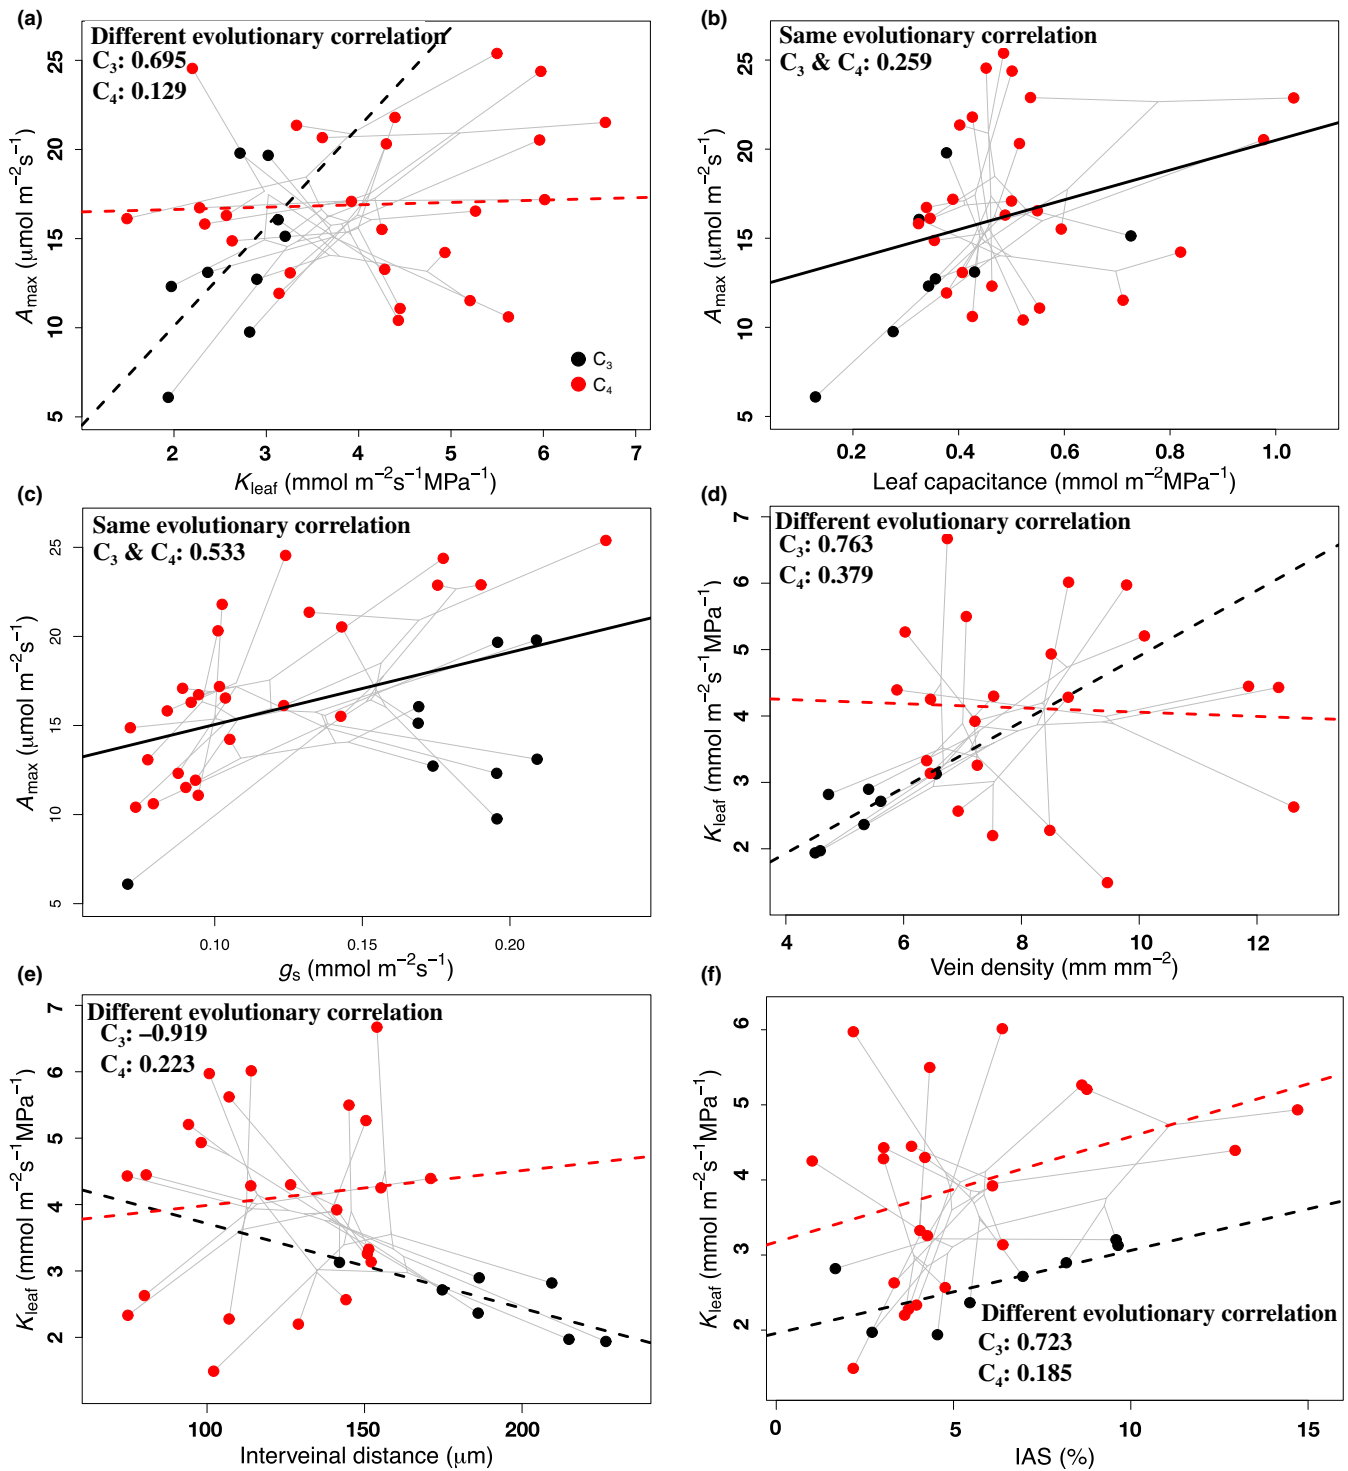 (a)
Different evolutionary correlation
C₃: 0.695
C₄: 0.129
25
20
15
10
5
Aₘₐₓ (μmol m⁻²s⁻¹)
C₃
C₄
2 3 4 5 6 7
K_leaf (mmol m⁻²s⁻¹MPa⁻¹)
(b)
Same evolutionary correlation
C₃ & C₄: 0.259
25
20
15
10
5
Aₘₐₓ (μmol m⁻²s⁻¹)
0.2 0.4 0.6 0.8 1.0
Leaf capacitance (mmol m⁻²MPa⁻¹)
(c)
Same evolutionary correlation
C₃ & C₄: 0.533
25
20
15
10
5
Aₘₐₓ (μmol m⁻²s⁻¹)
0.10 0.15 0.20
gₛ (mmol m⁻²s⁻¹)
(d)
Different evolutionary correlation
C₃: 0.763
C₄: 0.379
7
6
5
4
3
2
K_leaf (mmol m⁻²s⁻¹MPa⁻¹)
4 6 8 10 12
Vein density (mm mm⁻²)
(e)
Different evolutionary correlation
C₃: –0.919
C₄: 0.223
7
6
5
4
3
2
K_leaf (mmol m⁻²s⁻¹MPa⁻¹)
100 150 200
Interveinal distance (μm)
(f)
6
5
4
3
2
K_leaf (mmol m⁻²s⁻¹MPa⁻¹)
Different evolutionary correlation
C₃: 0.723
C₄: 0.185
0 5 10 15
IAS (%)